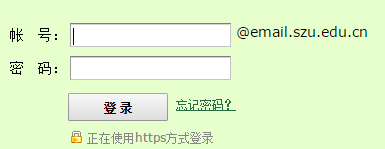 帐 号： @email.szu.edu.cn
密 码：
登 录 忘记密码？
正在使用https方式登录